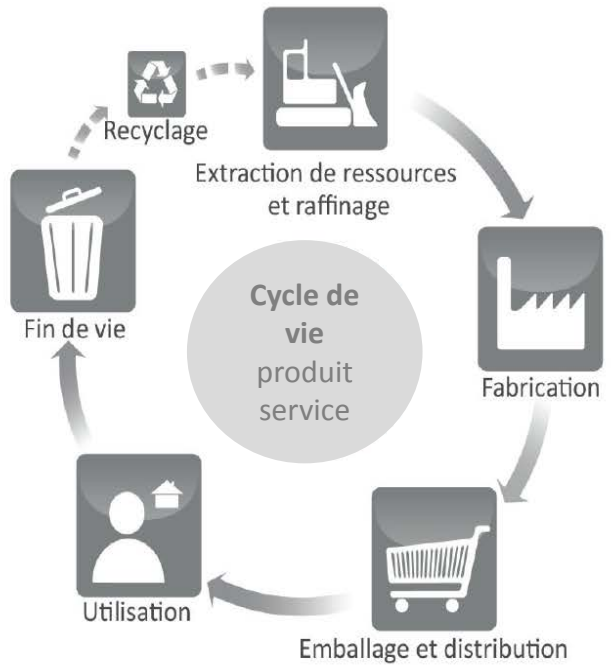 Recyclage
Extraction de ressources
et raffinage
Cycle de
vie
produit
service
Fin de vie
Fabrication
Utilisation
Emballage et distribution